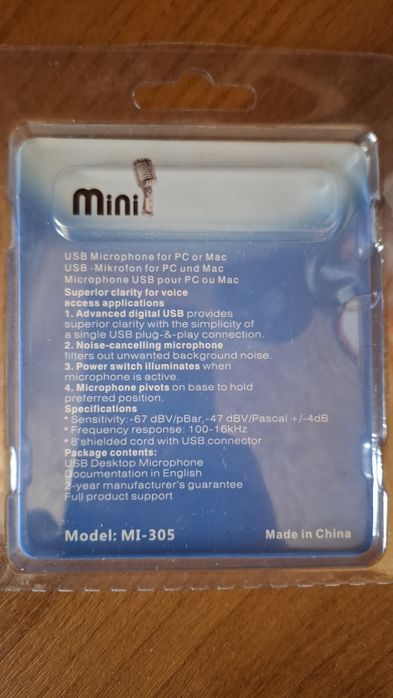 mini
USB Microphone for PC or Mac
USB -Mikrofon for PC und Mac
Microphone USB pour PC ou Mac
Superior clarity for voice
access applications
1. Advanced digital USB provides
superior clarity with the simplicity of
a single USB plug-&-play connection.
2. Noise-cancelling microphone
filters out unwanted background noise.
3. Power switch illuminates when
microphone is active.
4. Microphone pivots on base to hold
preferred position.
Specifications
• Sensitivity:-67 dBV/pBar,-47 dBV/Pascal +/-4dB
• Frequency response: 100-16kHz
• 8'shielded cord with USB connector
Package contents:
USB Desktop Microphone
Documentation in English
2-year manufacturer's guarantee
Full product support
Model: MI-305
Made in China